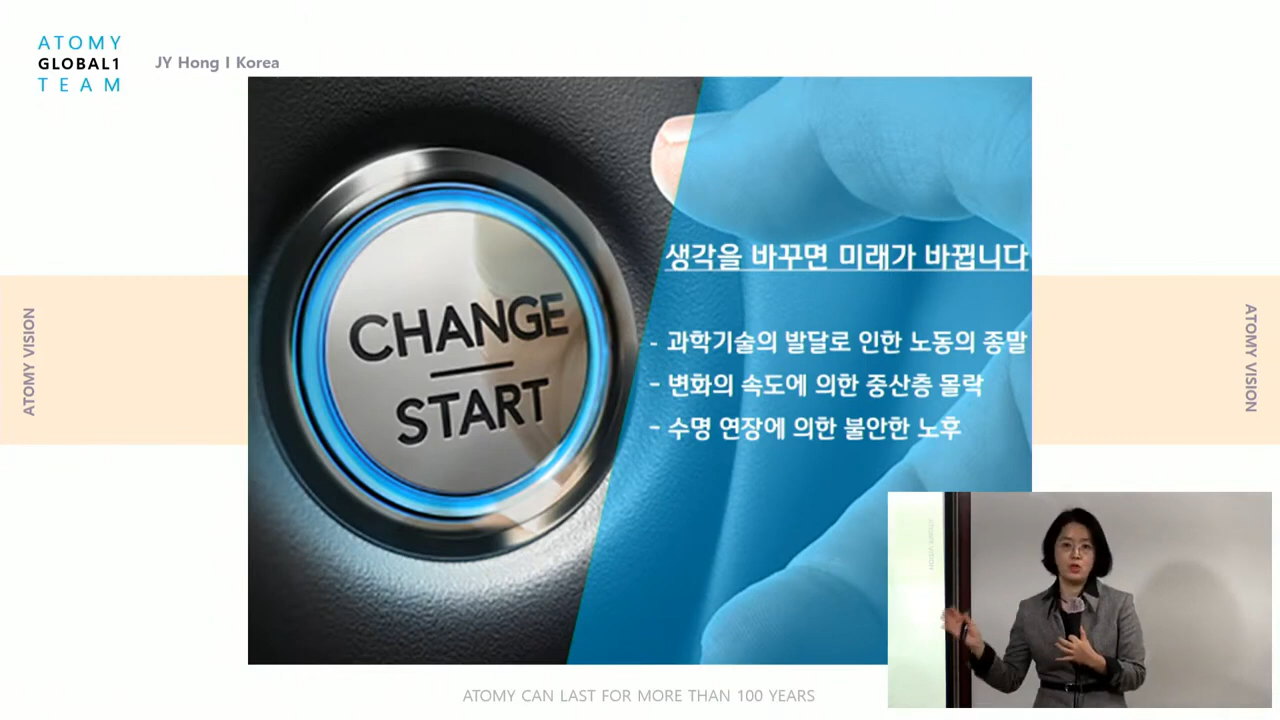 ATOMY
GLOBAL1
TEAM
JY Hong I Korea
CHANGE
START
생각을 바꾸면 미래가 바뀝니다
- 과학기술의 발달로 인한 노동의 종말
- 변화의 속도에 의한 중산층 몰락
- 수명 연장에 의한 불안한 노후
ATOMY VISION
ATOMY VISION
ATOMY CAN LAST FOR MORE THAN 100 YEARS